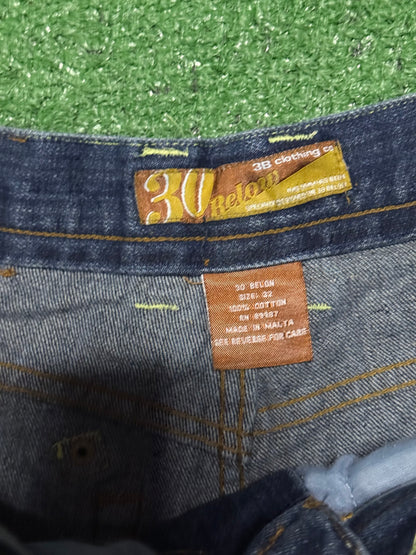 3B clothing co
30 Below
30 BELOW
SIZE: 32
100% COTTON
RN 89987
MADE IN MALTA
SEE REVERSE FOR CARE